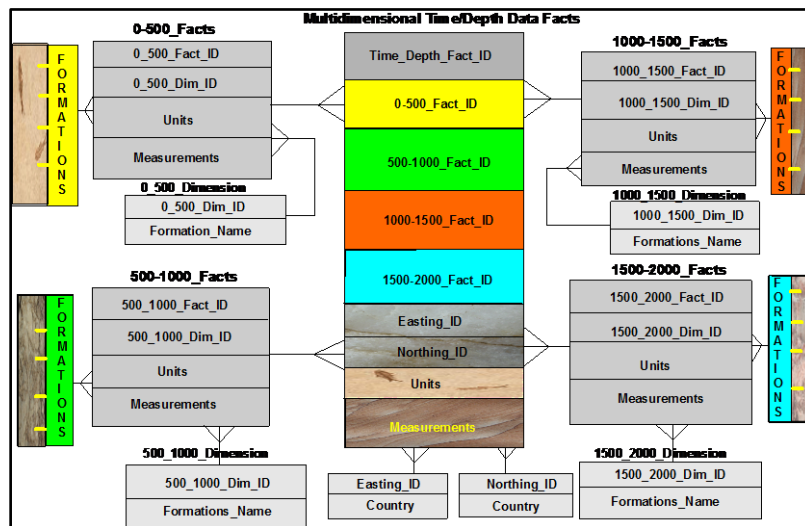 Multidimensional Time/Depth Data Facts
0-500_Facts
0_500_Fact_ID
0_500_Dim_ID
Units
Measurements
0_500_Dimension
0_500_Dim_ID
Formation_Name
FORMATIONS
Time_Depth_Fact_ID
0-500_Fact_ID
500-1000_Fact_ID
1000-1500_Fact_ID
1500-2000_Fact_ID
Easting_ID
Northing_ID
Units
Measurements
Easting_ID
Country
Northing_ID
Country
1000-1500_Facts
1000_1500_Fact_ID
1000_1500_Dim_ID
Units
Measurements
1000_1500_Dimension
1000_1500_Dim_ID
Formations_Name
FORMATIONS
500-1000_Facts
500_1000_Fact_ID
500_1000_Dim_ID
Units
Measurements
500_1000_Dimension
500_1000_Dim_ID
Formations_Name
FORMATIONS
1500-2000_Facts
1500_2000_Fact_ID
1500_2000_Dim_ID
Units
Measurements
1500_2000_Dimension
1500_2000_Dim_ID
Formations_Name
FORMATIONS